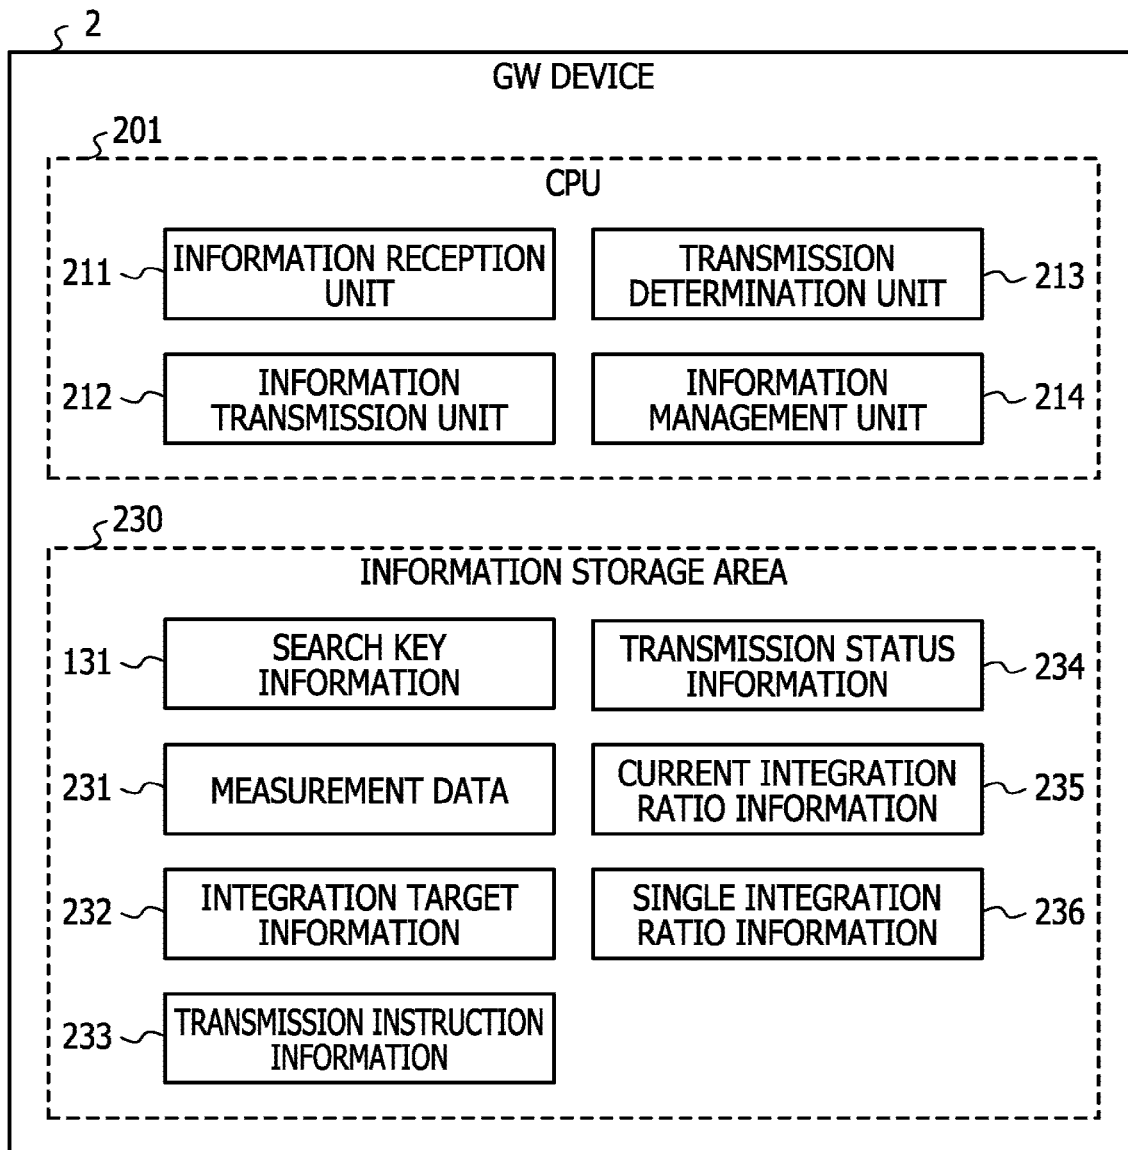 2
GW DEVICE
201
CPU
211
INFORMATION RECEPTION
UNIT
TRANSMISSION
DETERMINATION UNIT
213
212
INFORMATION
TRANSMISSION UNIT
INFORMATION
MANAGEMENT UNIT
214
230
INFORMATION STORAGE AREA
131
SEARCH KEY
INFORMATION
TRANSMISSION STATUS
INFORMATION
234
231
MEASUREMENT DATA
CURRENT INTEGRATION
RATIO INFORMATION
235
232
INTEGRATION TARGET
INFORMATION
SINGLE INTEGRATION
RATIO INFORMATION
236
233
TRANSMISSION INSTRUCTION
INFORMATION